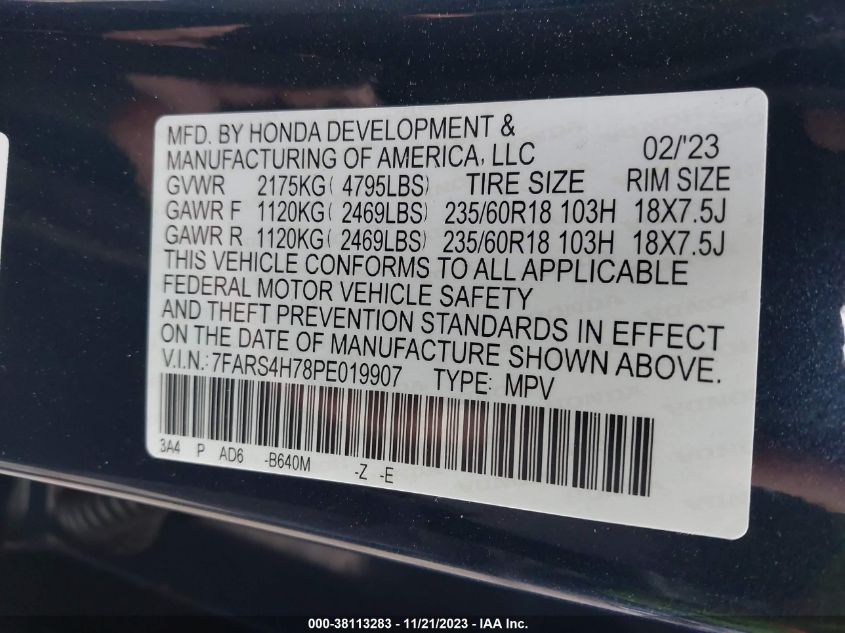 MFD. BY HONDA DEVELOPMENT &
MANUFACTURING OF AMERICA, LLC 02/'23
GVWR 2175KG( 4795LBS) TIRE SIZE RIM SIZE
GAWR F 1120KG( 2469LBS) 235/60R18 103H 18X7.5J
GAWR R 1120KG( 2469LBS) 235/60R18 103H 18X7.5J
THIS VEHICLE CONFORMS TO ALL APPLICABLE
FEDERAL MOTOR VEHICLE SAFETY
AND THEFT PREVENTION STANDARDS IN EFFECT
ON THE DATE OF MANUFACTURE SHOWN ABOVE.
V.I.N.: 7FARS4H78PE019907 TYPE: MPV
3A4 P AD6 -B640M -Z -E
000-38113283 - 11/21/2023 - IAA Inc.